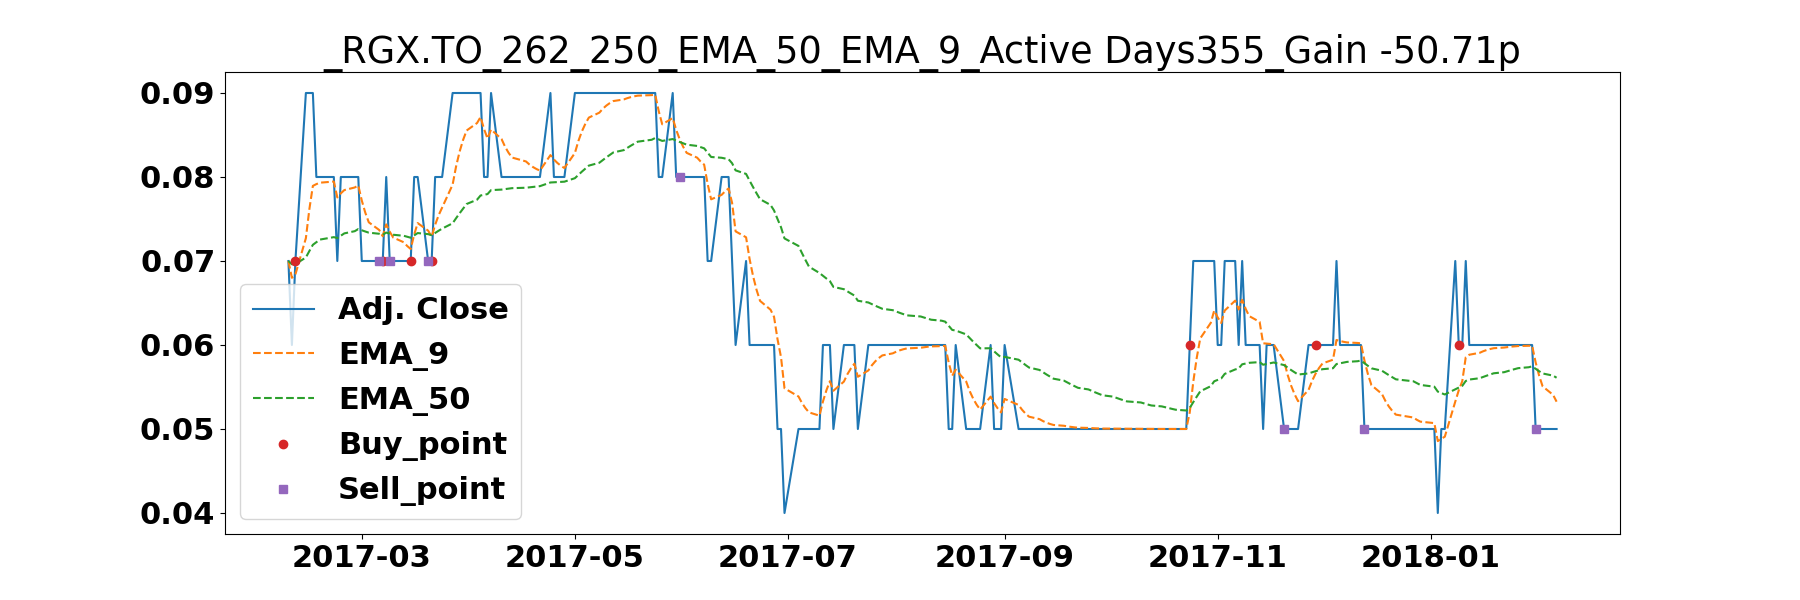 _RGX.TO_262_250_EMA_50_EMA_9_Active Days355_Gain -50.71p
0.09
0.08
0.07
0.06
0.05
0.04
Adj. Close
EMA_9
EMA_50
Buy_point
Sell_point
2017-03 2017-05 2017-07 2017-09 2017-11 2018-01